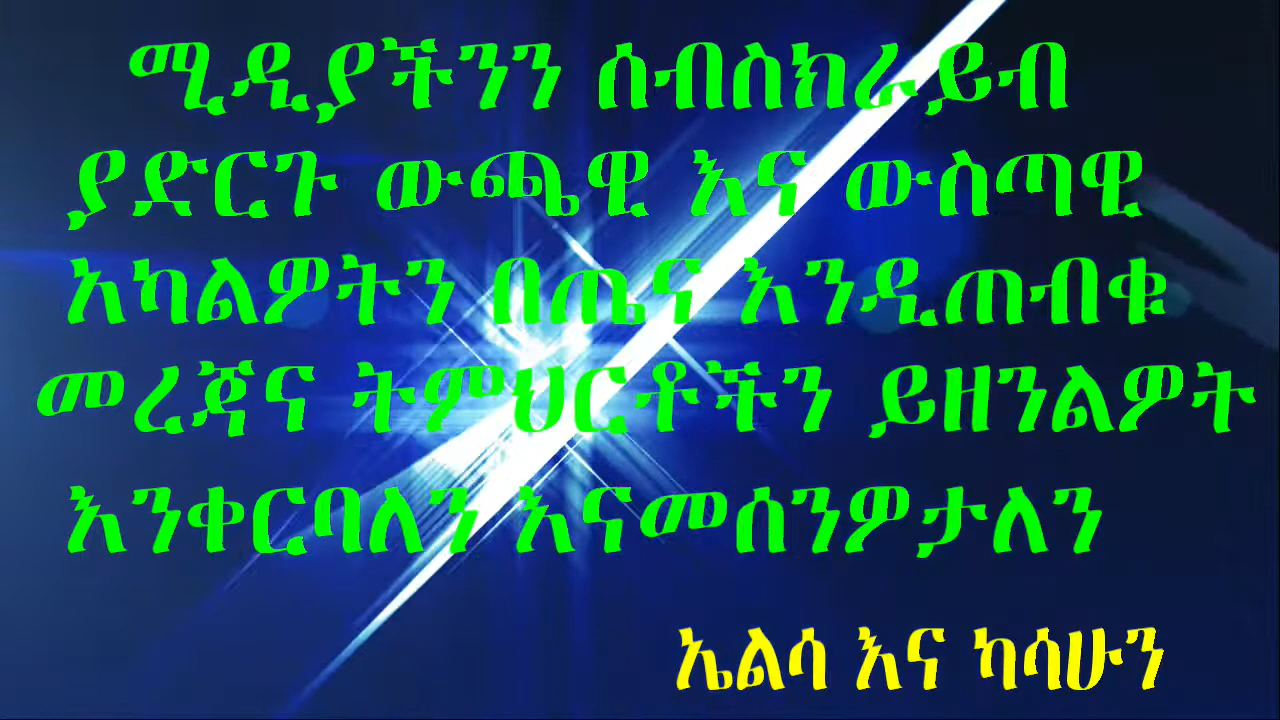 ሚዲያችንን ሰብስክራይብ
ያድርጉ ውጫዊ እና ውስጣዊ
አካልዎትን በጤና እንዲጠብቁ
መረጃና ትምህርቶችን ይዘንልዎት
እንቀርባለን እናመሰንዎታለን
ኤልሳ እና ካሳሁን